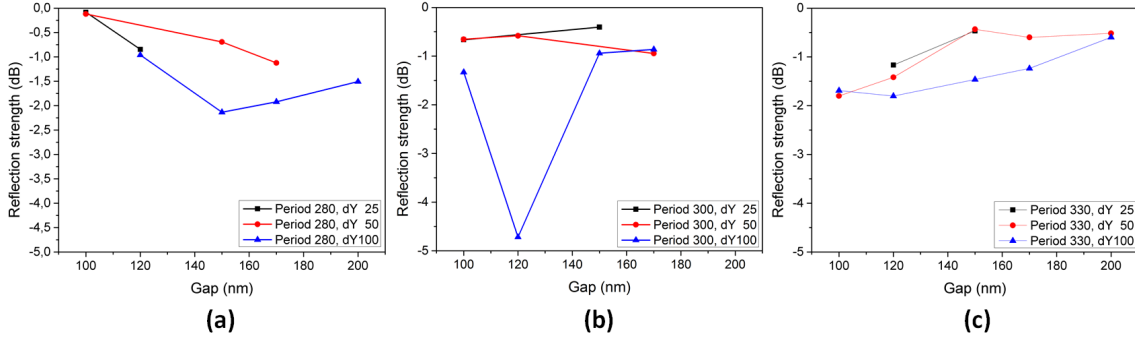 0,0
-0,5
-1,0
-1,5
-2,0
-2,5
-3,0
-3,5
-4,0
-4,5
-5,0
Reflection strength (dB)
Period 280, dY 25
Period 280, dY 50
Period 280, dY100
100 120 140 160 180 200
Gap (nm)
(a)
0
-1
-2
-3
-4
-5
Reflection strength (dB)
Period 300, dY 25
Period 300, dY 50
Period 300, dY100
100 120 140 160 180 200
Gap (nm)
(b)
0
-1
-2
-3
-4
-5
Reflection strength (dB)
Period 330, dY 25
Period 330, dY 50
Period 330, dY100
100 120 140 160 180 200
Gap (nm)
(c)